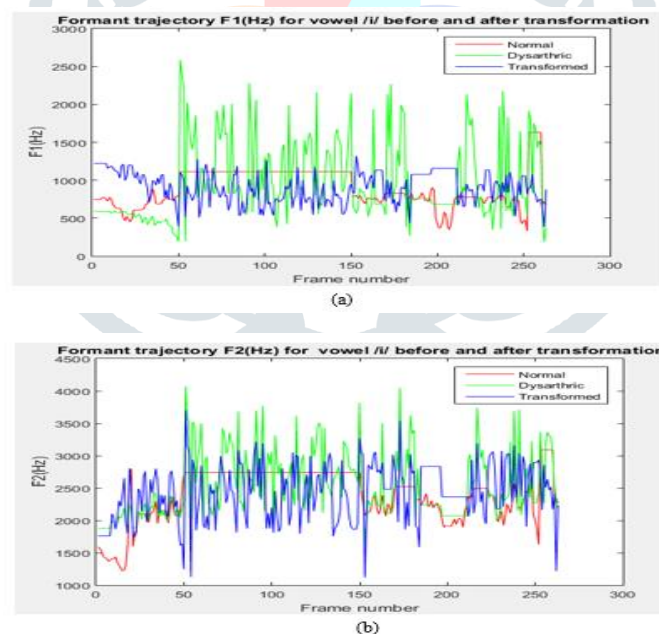 Formant trajectory F1(Hz) for vowel /i/ before and after transformation
Normal
Dysarthric
Transformed
3000
2500
2000
1500
1000
500
0
F1(Hz)
0 50 100 150 200 250 300
Frame number
(a)
Formant trajectory F2(Hz) for vowel /i/ before and after transformation
Normal
Dysarthric
Transformed
4500
4000
3500
3000
2500
2000
1500
1000
F2(Hz)
0 50 100 150 200 250 300
Frame number
(b)